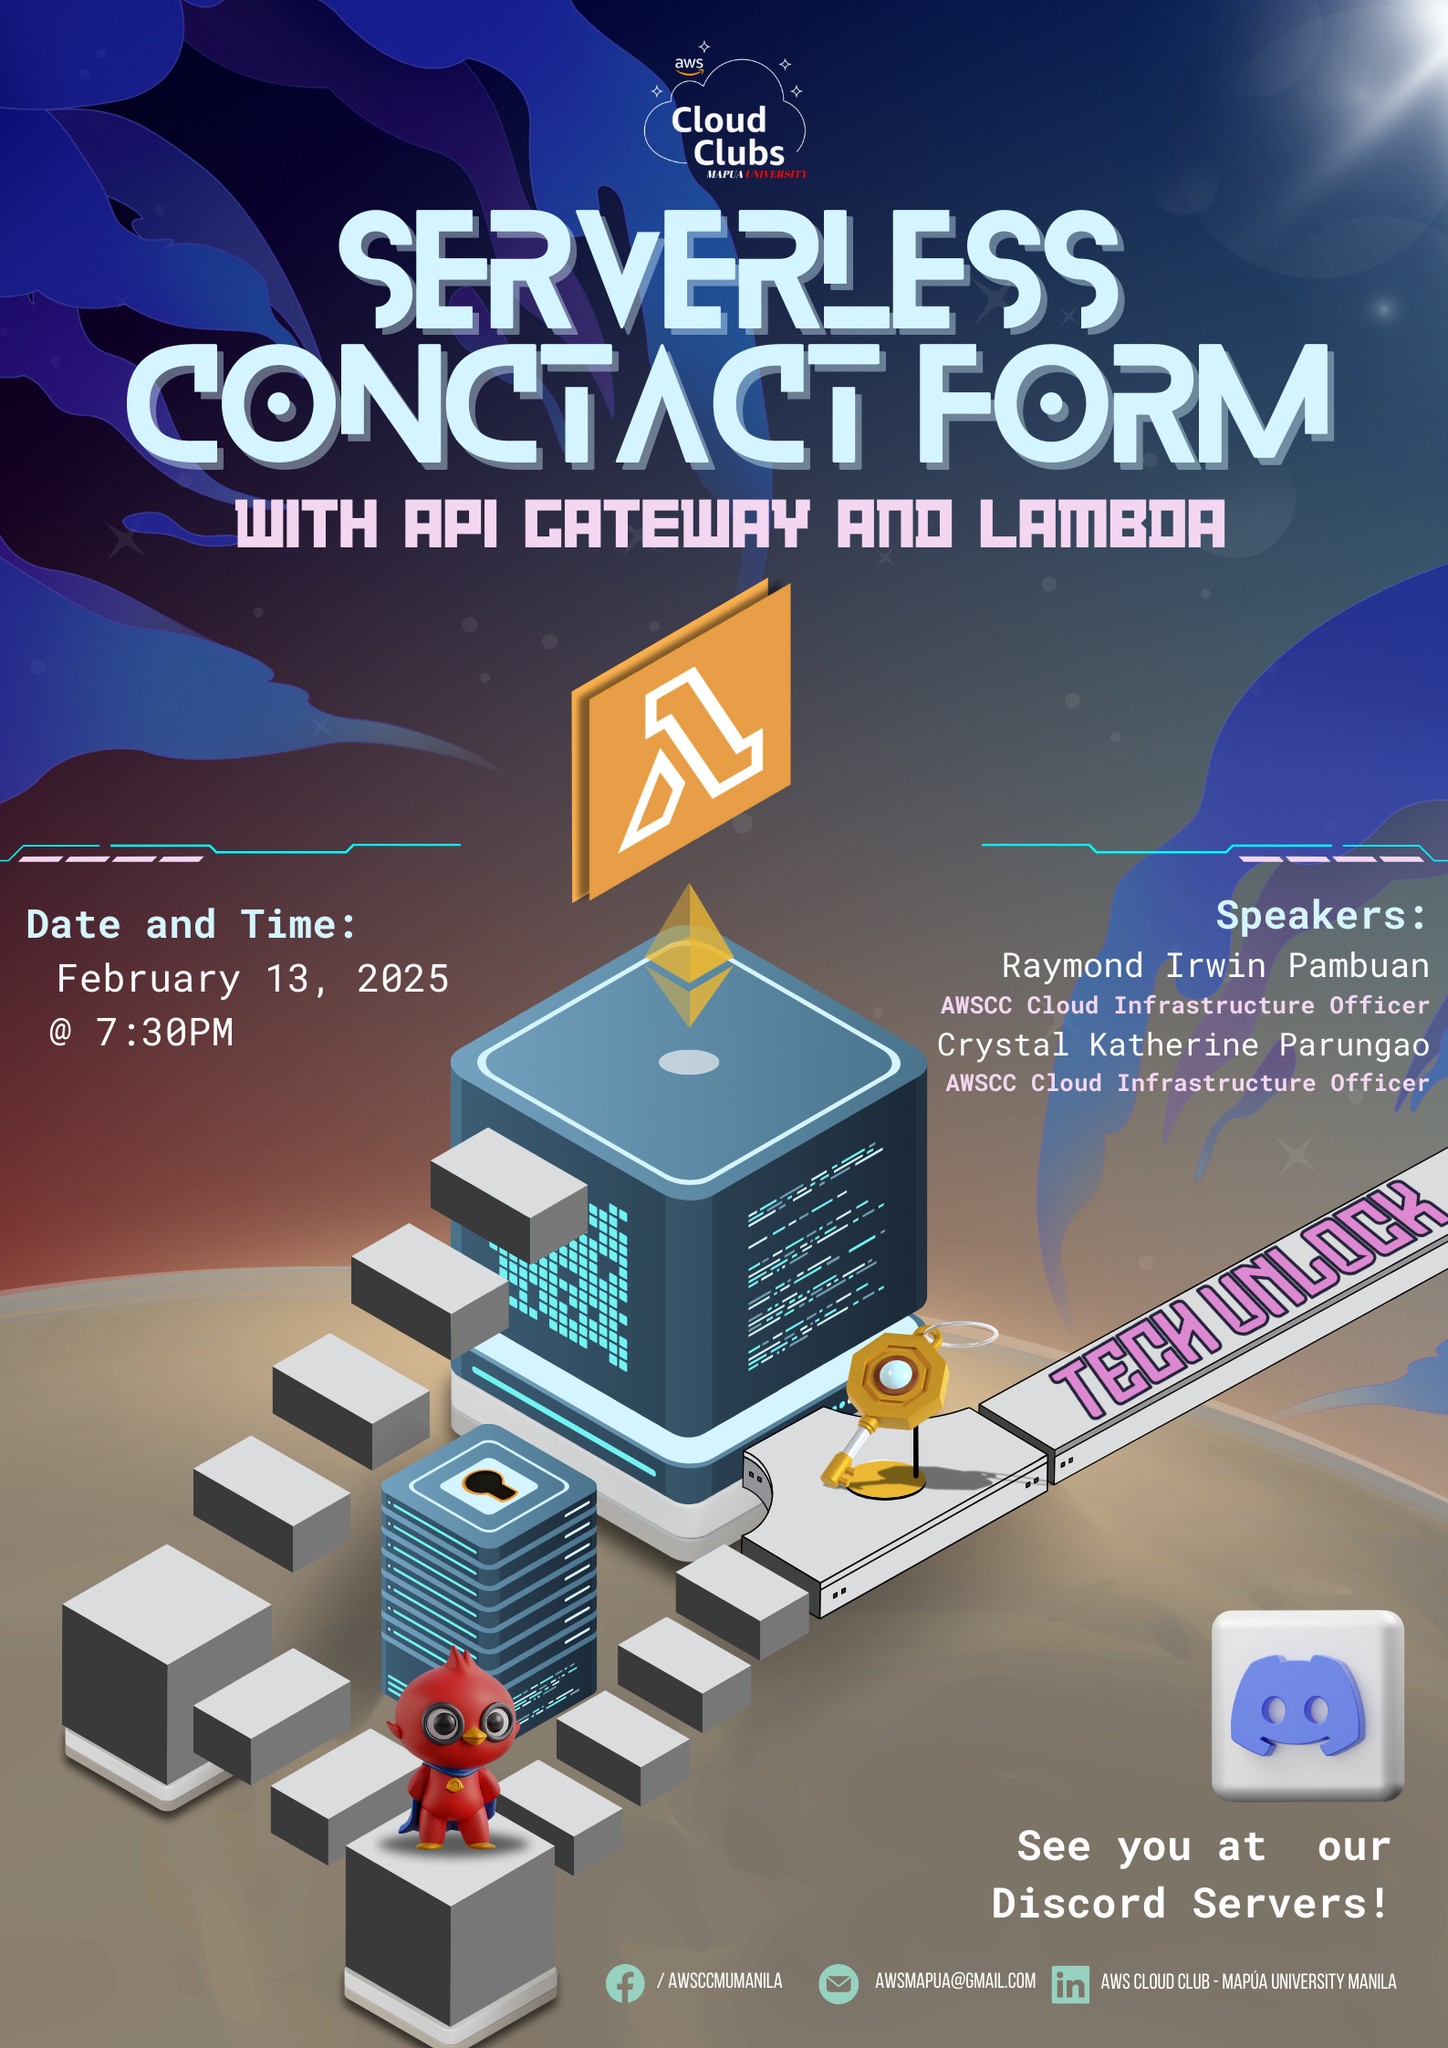 aws
Cloud
Clubs
MAPUA UNIVERSITY
SERVERLESS
CONCTACT FORM
WITH API GATEWAY AND LAMBDA
Date and Time:
February 13, 2025
@ 7:30PM
Speakers:
Raymond Irwin Pambuan
AWSCC Cloud Infrastructure Officer
Crystal Katherine Parungao
AWSCC Cloud Infrastructure Officer
TECH UNLOCK
See you at our
Discord Servers!
/ AWSCCMUMANILA
AWSMAPUA@GMAIL.COM
in
AWS CLOUD CLUB - MAPÚA UNIVERSITY MANILA